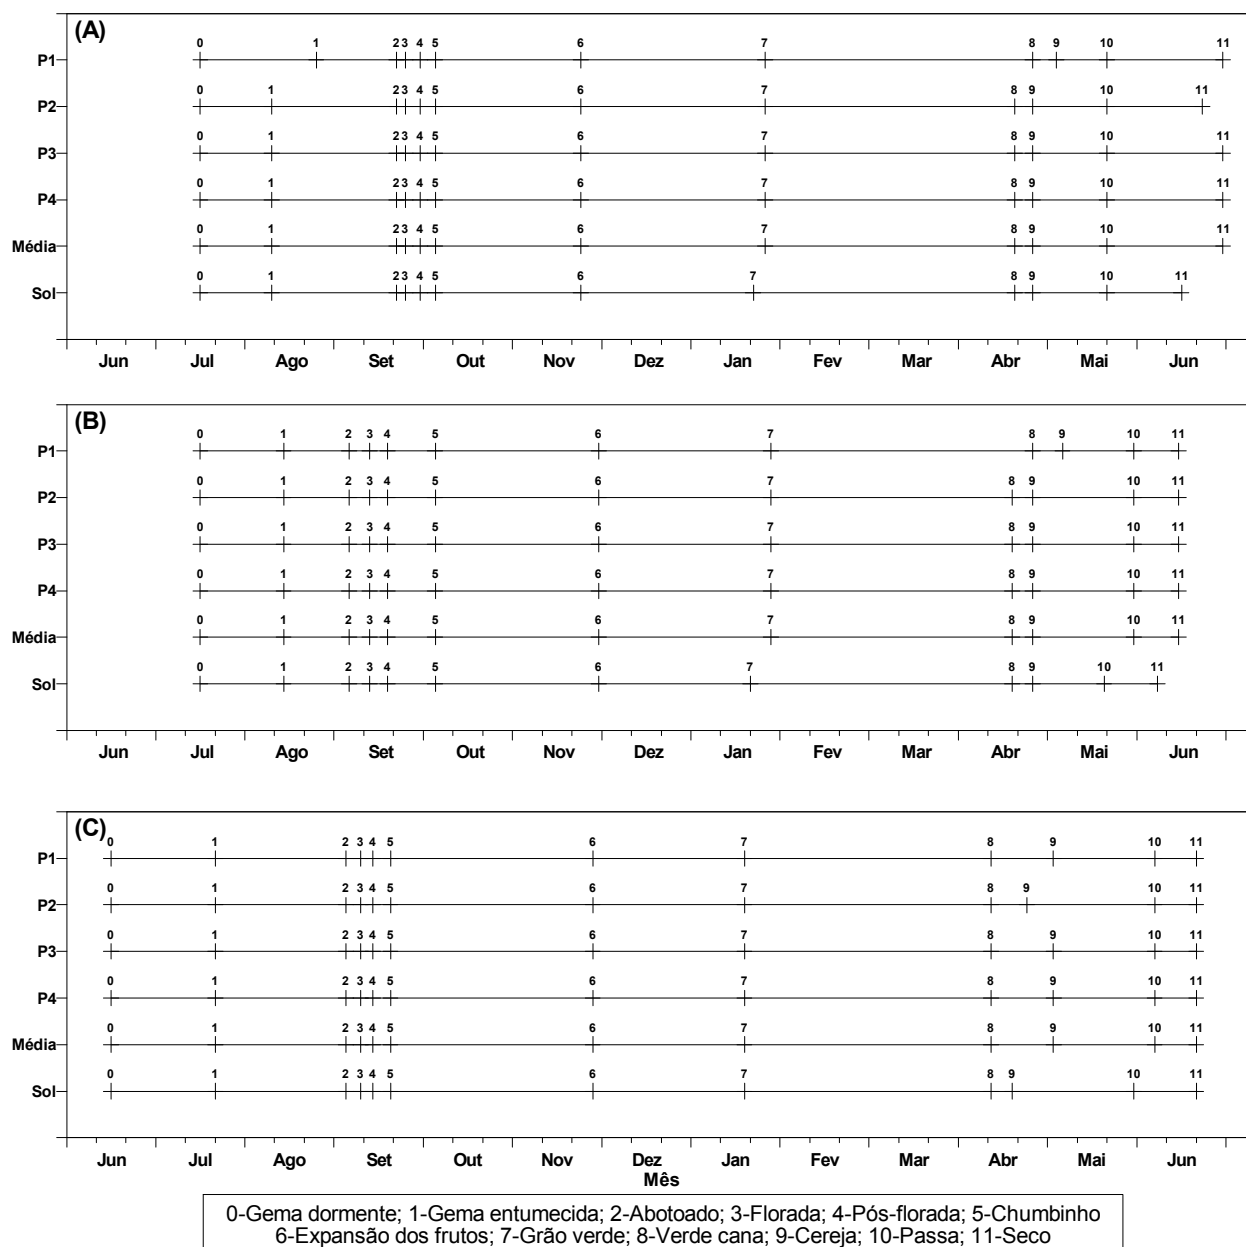 (A)
0 1 2 3 4 5 6 7 8 9 10 11
P1
0 1 2 3 4 5 6 7 8 9 10 11
P2
0 1 2 3 4 5 6 7 8 9 10 11
P3
0 1 2 3 4 5 6 7 8 9 10 11
P4
0 1 2 3 4 5 6 7 8 9 10 11
Média
0 1 2 3 4 5 6 7 8 9 10 11
Sol
Jun Jul Ago Set Out Nov Dez Jan Fev Mar Abr Mai Jun
(B)
0 1 2 3 4 5 6 7 8 9 10 11
P1
0 1 2 3 4 5 6 7 8 9 10 11
P2
0 1 2 3 4 5 6 7 8 9 10 11
P3
0 1 2 3 4 5 6 7 8 9 10 11
P4
0 1 2 3 4 5 6 7 8 9 10 11
Média
0 1 2 3 4 5 6 7 8 9 10 11
Sol
Jun Jul Ago Set Out Nov Dez Jan Fev Mar Abr Mai Jun
(C)
0 1 2 3 4 5 6 7 8 9 10 11
P1
0 1 2 3 4 5 6 7 8 9 10 11
P2
0 1 2 3 4 5 6 7 8 9 10 11
P3
0 1 2 3 4 5 6 7 8 9 10 11
P4
0 1 2 3 4 5 6 7 8 9 10 11
Média
0 1 2 3 4 5 6 7 8 9 10 11
Sol
Jun Jul Ago Set Out Nov Dez Jan Fev Mar Abr Mai Jun
Mês
0-Gema dormente; 1-Gema entumecida; 2-Abotoado; 3-Florada; 4-Pós-florada; 5-Chumbinho
6-Expansão dos frutos; 7-Grão verde; 8-Verde cana; 9-Cereja; 10-Passa; 11-Seco